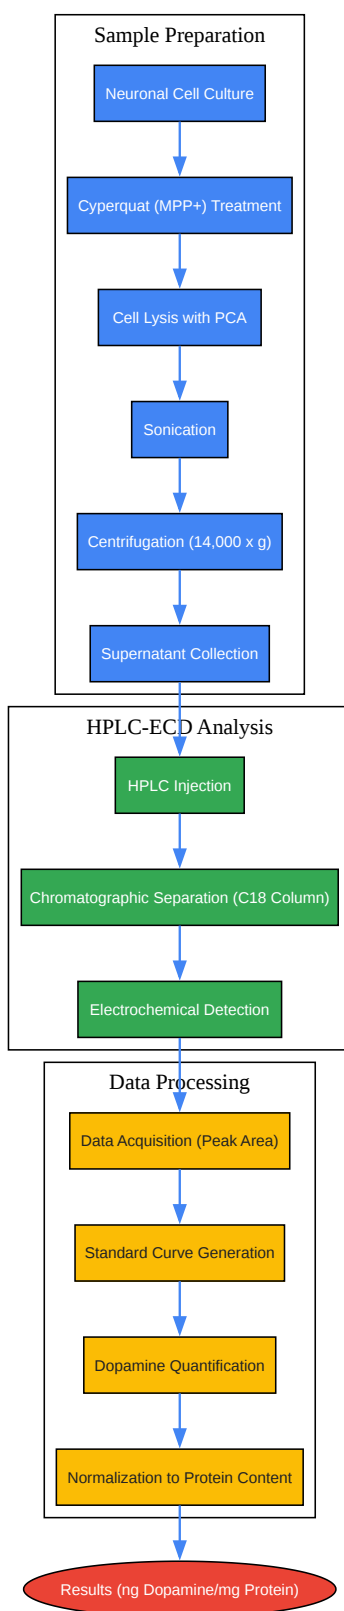 Sample Preparation
Neuronal Cell Culture
Cyperquat (MPP+) Treatment
Cell Lysis with PCA
Sonication
Centrifugation (14,000 x g)
Supernatant Collection
HPLC-ECD Analysis
HPLC Injection
Chromatographic Separation (C18 Column)
Electrochemical Detection
Data Processing
Data Acquisition (Peak Area)
Standard Curve Generation
Dopamine Quantification
Normalization to Protein Content
Results (ng Dopamine/mg Protein)